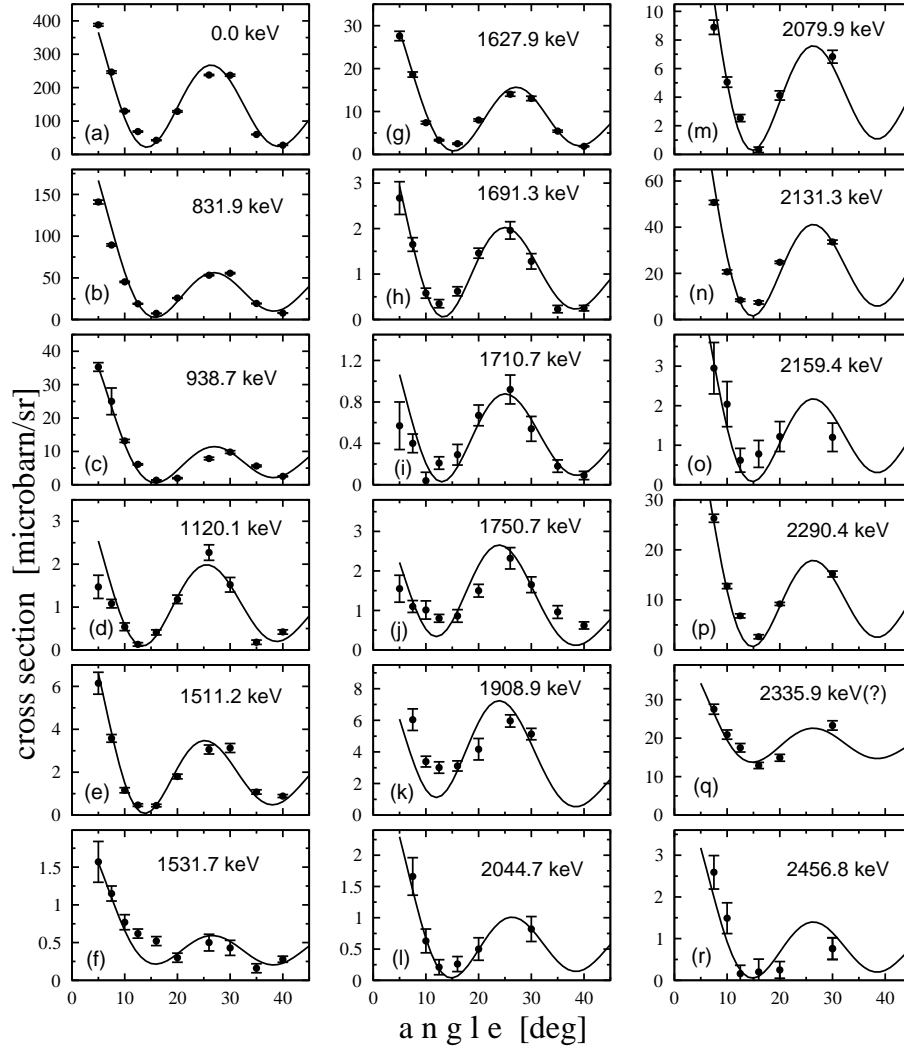 400
300
200
100
0
0.0 keV
(a)
150
100
50
0
831.9 keV
(b)
40
30
20
10
0
938.7 keV
(c)
3
2
1
0
1120.1 keV
(d)
6
4
2
0
1511.2 keV
(e)
1.5
1
0.5
0
1531.7 keV
(f)
0 10 20 30 40
30
20
10
0
1627.9 keV
(g)
3
2
1
0
1691.3 keV
(h)
1.2
0.8
0.4
0
1710.7 keV
(i)
3
2
1
0
1750.7 keV
(j)
8
6
4
2
0
1908.9 keV
(k)
2
1.5
1
0.5
0
2044.7 keV
(l)
0 10 20 30 40
10
8
6
4
2
0
2079.9 keV
(m)
60
40
20
0
2131.3 keV
(n)
3
2
1
0
2159.4 keV
(o)
30
20
10
0
2290.4 keV
(p)
40
30
20
10
0
2335.9 keV(?)
(q)
3
2
1
0
2456.8 keV
(r)
0 10 20 30 40
cross section [microbarn/sr]
angle [deg]